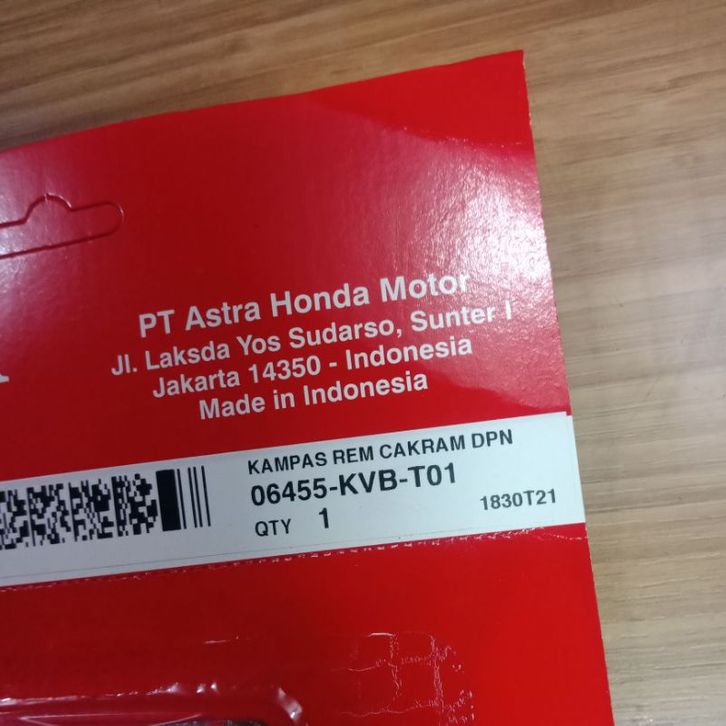 PT Astra Honda Motor
Jl. Laksda Yos Sudarso, Sunter I
Jakarta 14350 - Indonesia
Made in Indonesia
KAMPAS REM CAKRAM DPN
06455-KVB-T01
QTY 1 1830T21